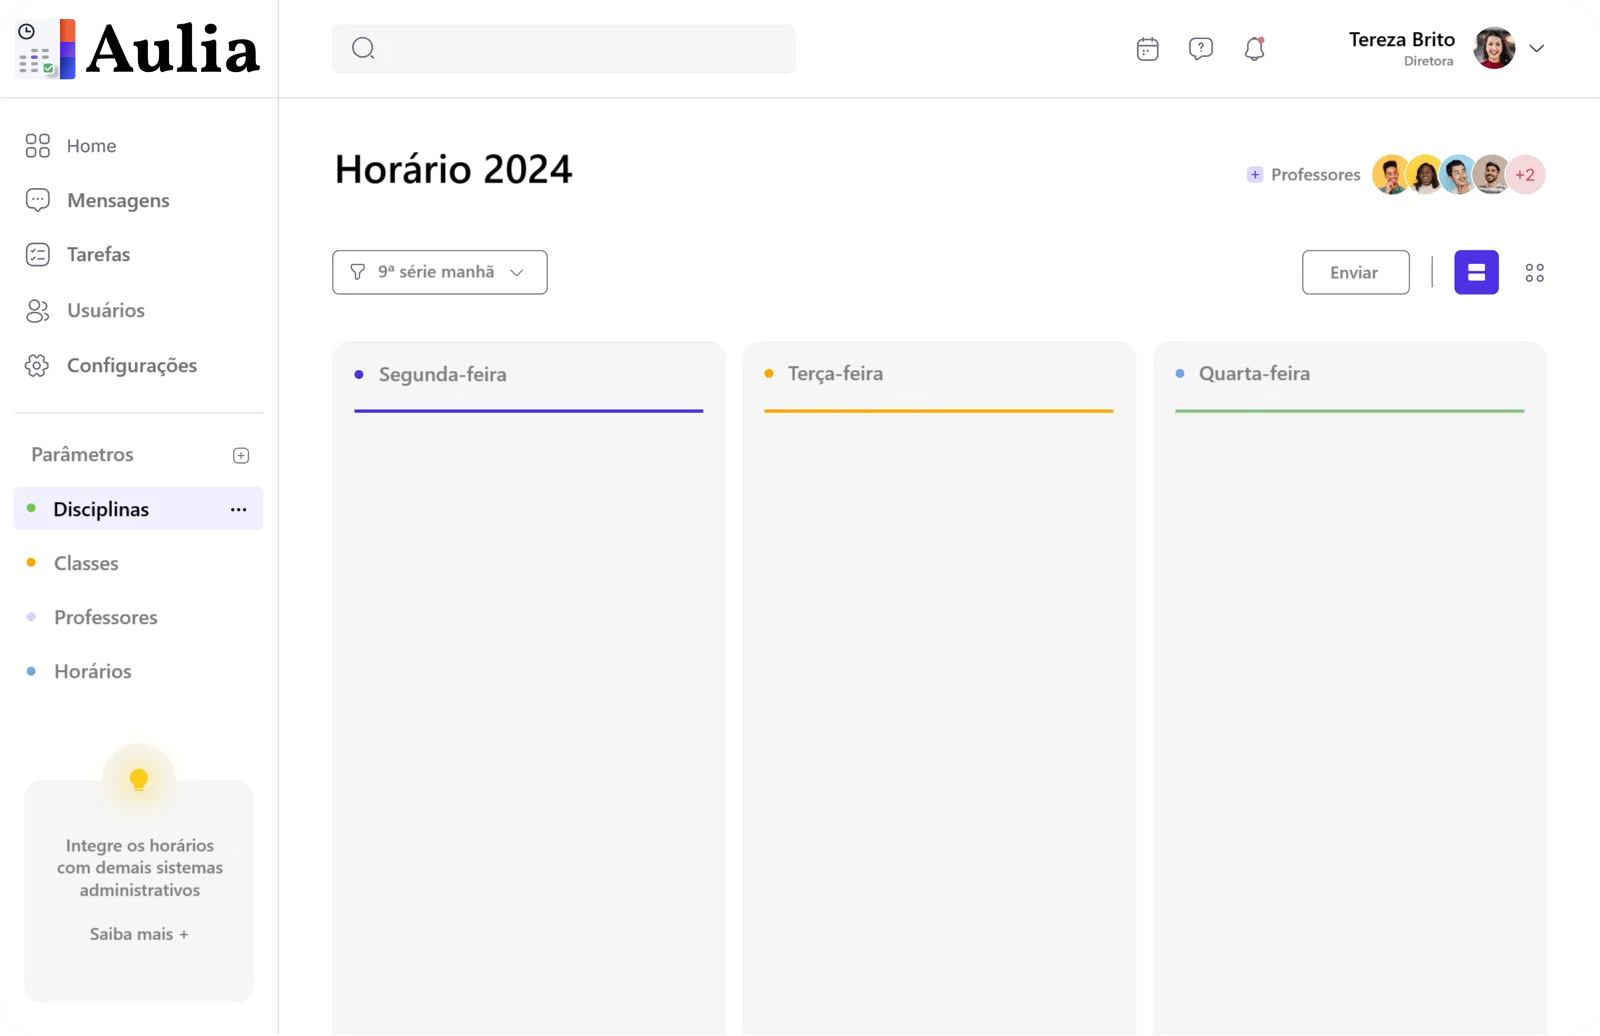 Aulia
Tereza Brito
Diretora
Home
Mensagens
Tarefas
Usuários
Configurações
Parâmetros
Disciplinas
Classes
Professores
Horários
Integre os horários
com demais sistemas
administrativos
Saiba mais +
Horário 2024
+ Professores
+2
9ª série manhã
Enviar
Segunda-feira
Terça-feira
Quarta-feira